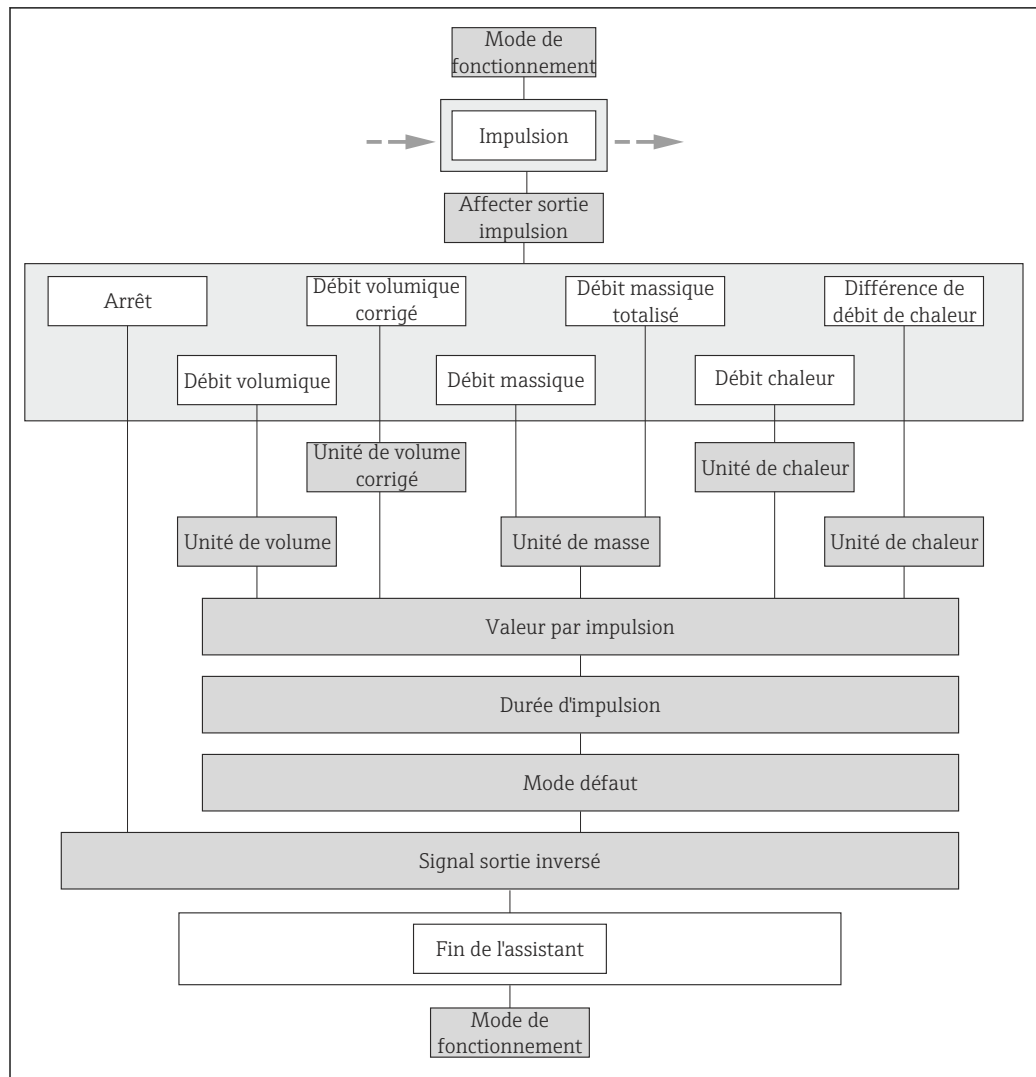 Mode de
fonctionnement
Impulsion
Affecter sortie
impulsion
Arrêt
Débit volumique
corrigé
Débit massique
totalisé
Différence de
débit de chaleur
Débit volumique
Débit massique
Débit chaleur
Unité de volume
corrigé
Unité de chaleur
Unité de volume
Unité de masse
Unité de chaleur
Valeur par impulsion
Durée d'impulsion
Mode défaut
Signal sortie inversé
Fin de l'assistant
Mode de
fonctionnement